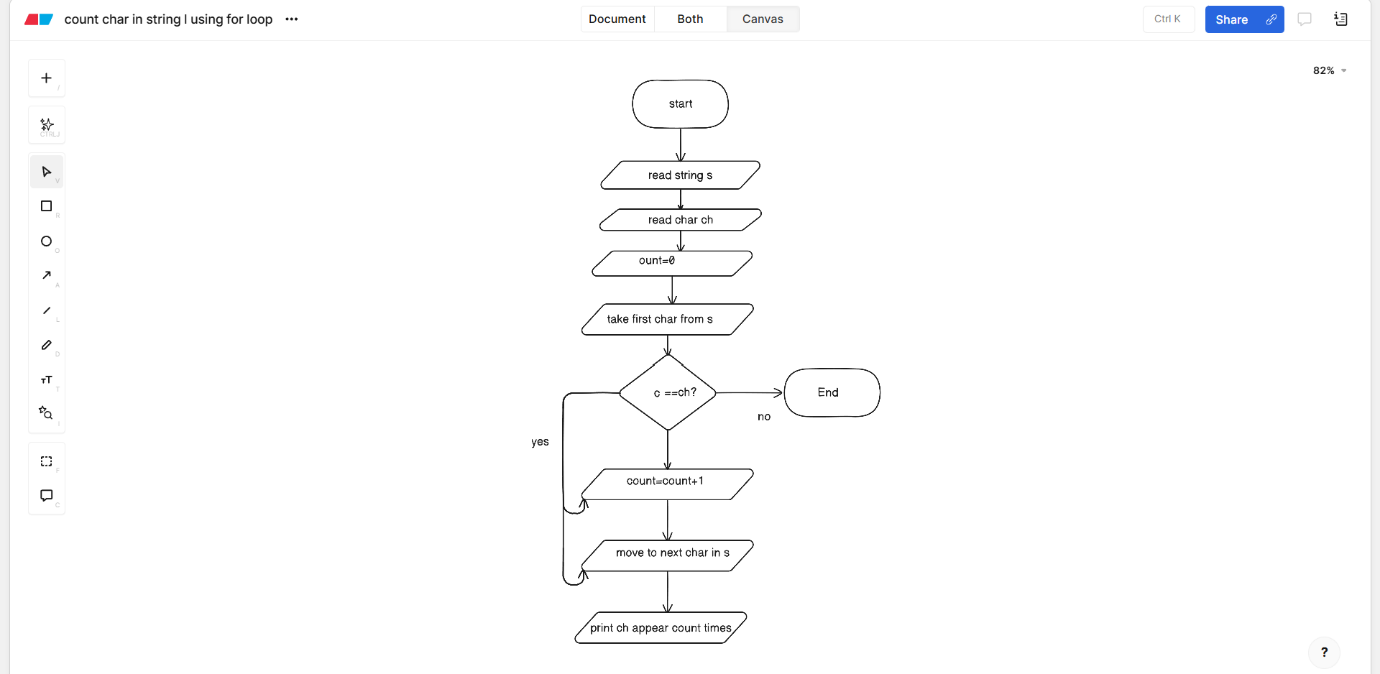 count char in string | using for loop
Document
Both
Canvas
Ctrl K
Share
82%
start
read string s
read char ch
ount=0
take first char from s
c ==ch?
End
no
yes
count=count+1
move to next char in s
print ch appear count times
?